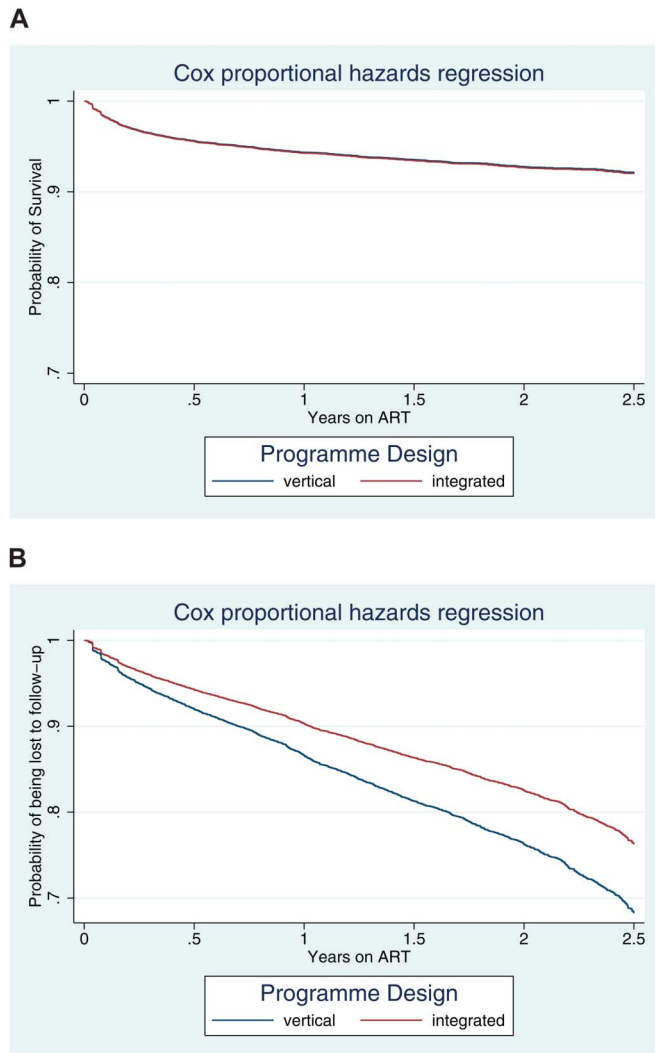 A
Cox proportional hazards regression
Probability of Survival
1
.9
.8
.7
0 .5 1 1.5 2 2.5
Years on ART
Programme Design
vertical integrated
B
Cox proportional hazards regression
Probability of being lost to follow-up
1
.9
.8
.7
0 .5 1 1.5 2 2.5
Years on ART
Programme Design
vertical integrated